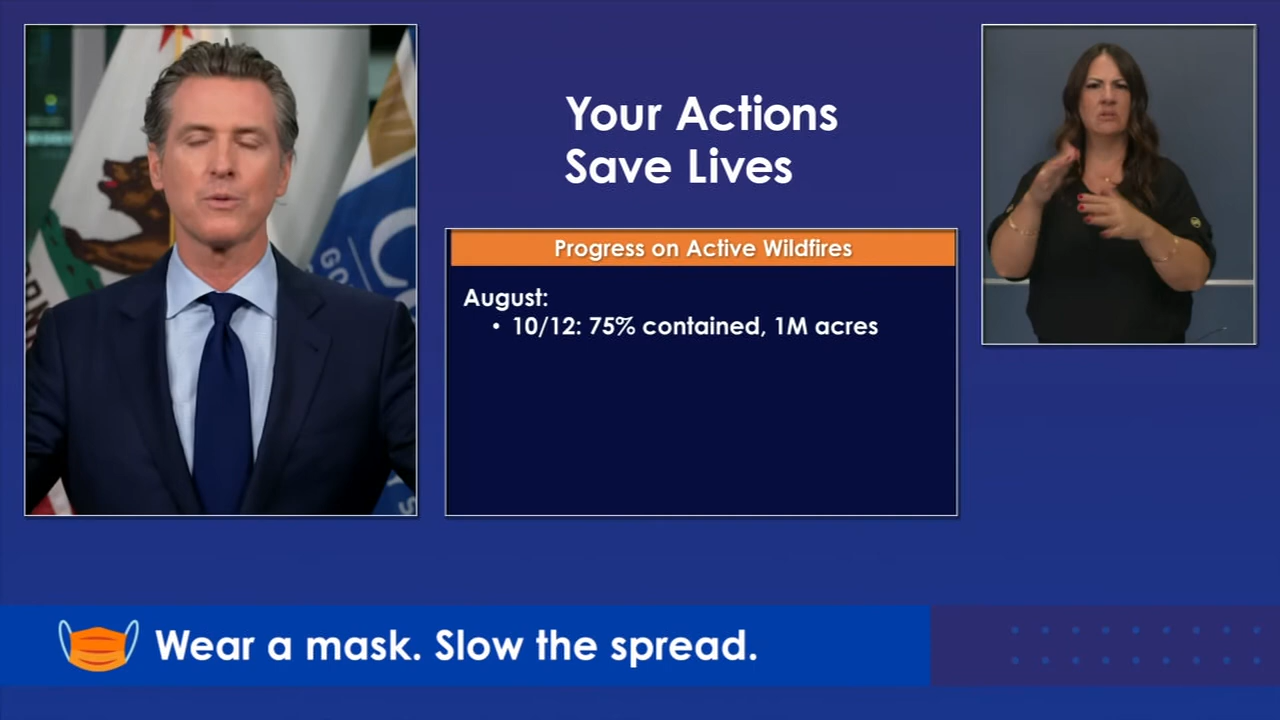 Your Actions
Save Lives
Progress on Active Wildfires
August:
• 10/12: 75% contained, 1M acres
Wear a mask. Slow the spread.